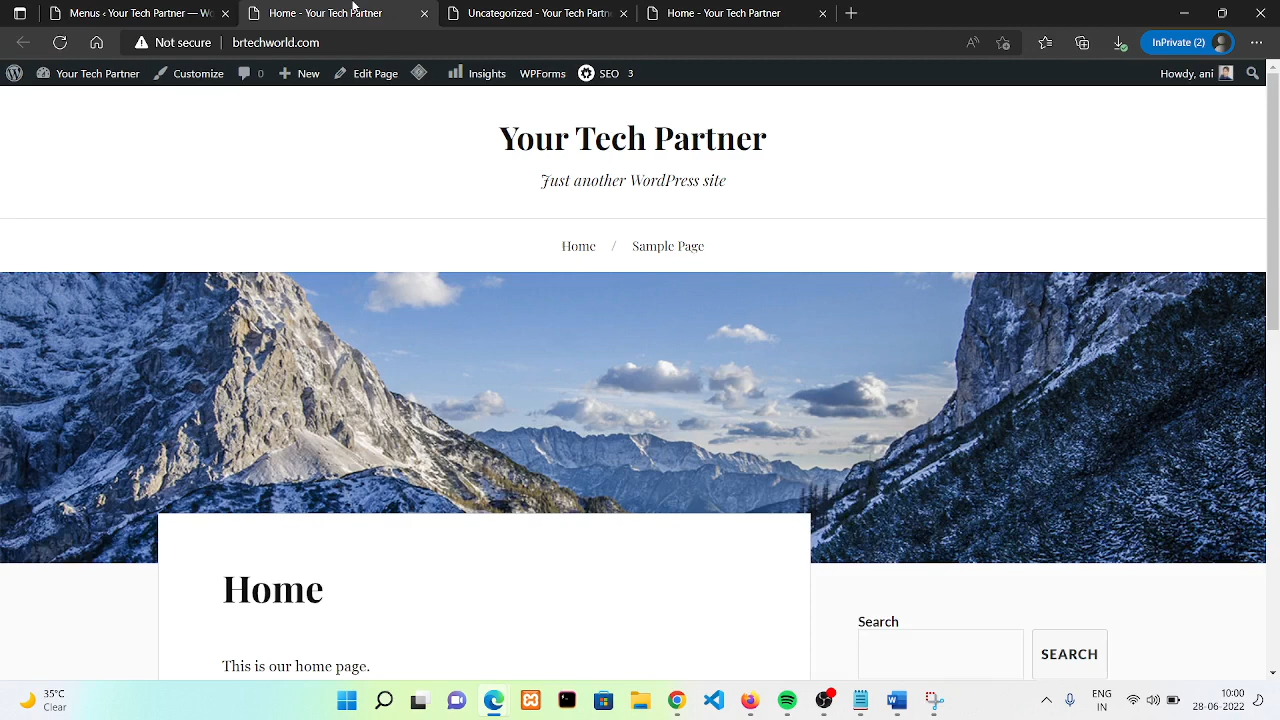 Menus ‹ Your Tech Partner — Wo
Home - Your Tech Partner
Uncategorized - Your Tech Partn
Home - Your Tech Partner
Not secure
brtechworld.com
InPrivate (2)
Your Tech Partner
Customize
0
New
Edit Page
Insights
WPForms
SEO
3
Howdy, ani
Your Tech Partner
Just another WordPress site
Home / Sample Page
Home
This is our home page.
Search
SEARCH
35°C
Clear
ENG
IN
10:00
10-06-2022